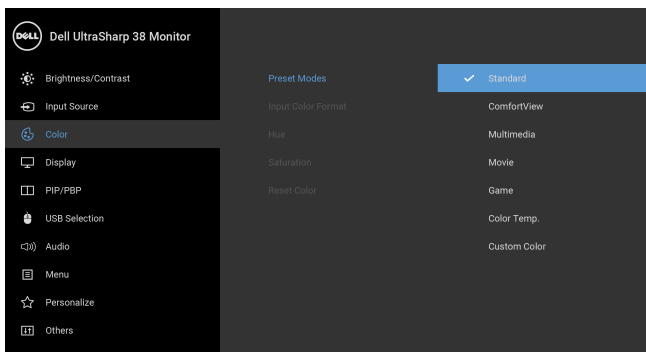 DELL Dell UltraSharp 38 Monitor
Brightness/Contrast
Preset Modes
Standard
Input Source
Input Color Format
ComfortView
Color
Hue
Multimedia
Display
Saturation
Movie
PIP/PBP
Reset Color
Game
USB Selection
Color Temp.
Audio
Custom Color
Menu
Personalize
Others